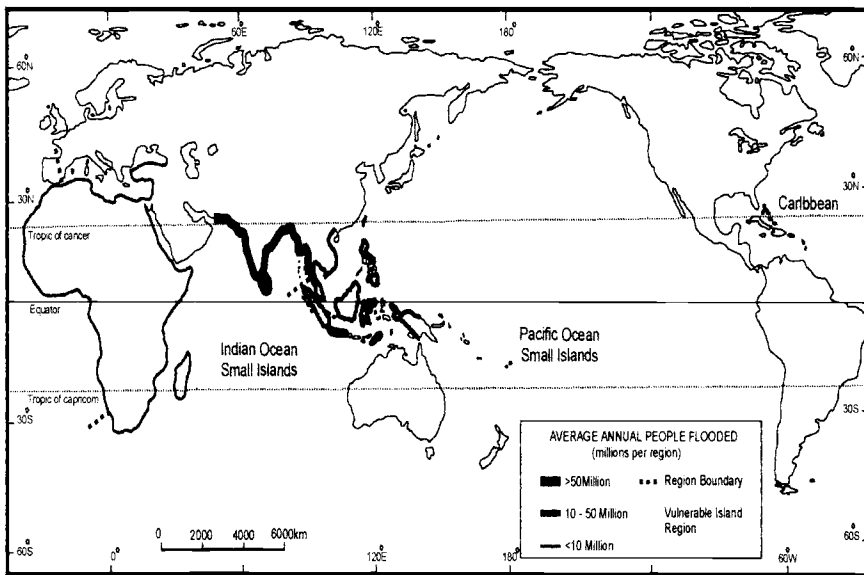 60E 120E 180
60N 60N
30N 30N
Caribbean
Tropic of cancer
Equator
Indian Ocean
Small Islands
Pacific Ocean
Small Islands
Tropic of capricorn
30S 30S
AVERAGE ANNUAL PEOPLE FLOODED
(millions per region)
>50Million
Region Boundary
10 - 50 Million
Vulnerable Island
Region
<10 Million
0 2000 4000 6000km
60S
0° 120E 60W